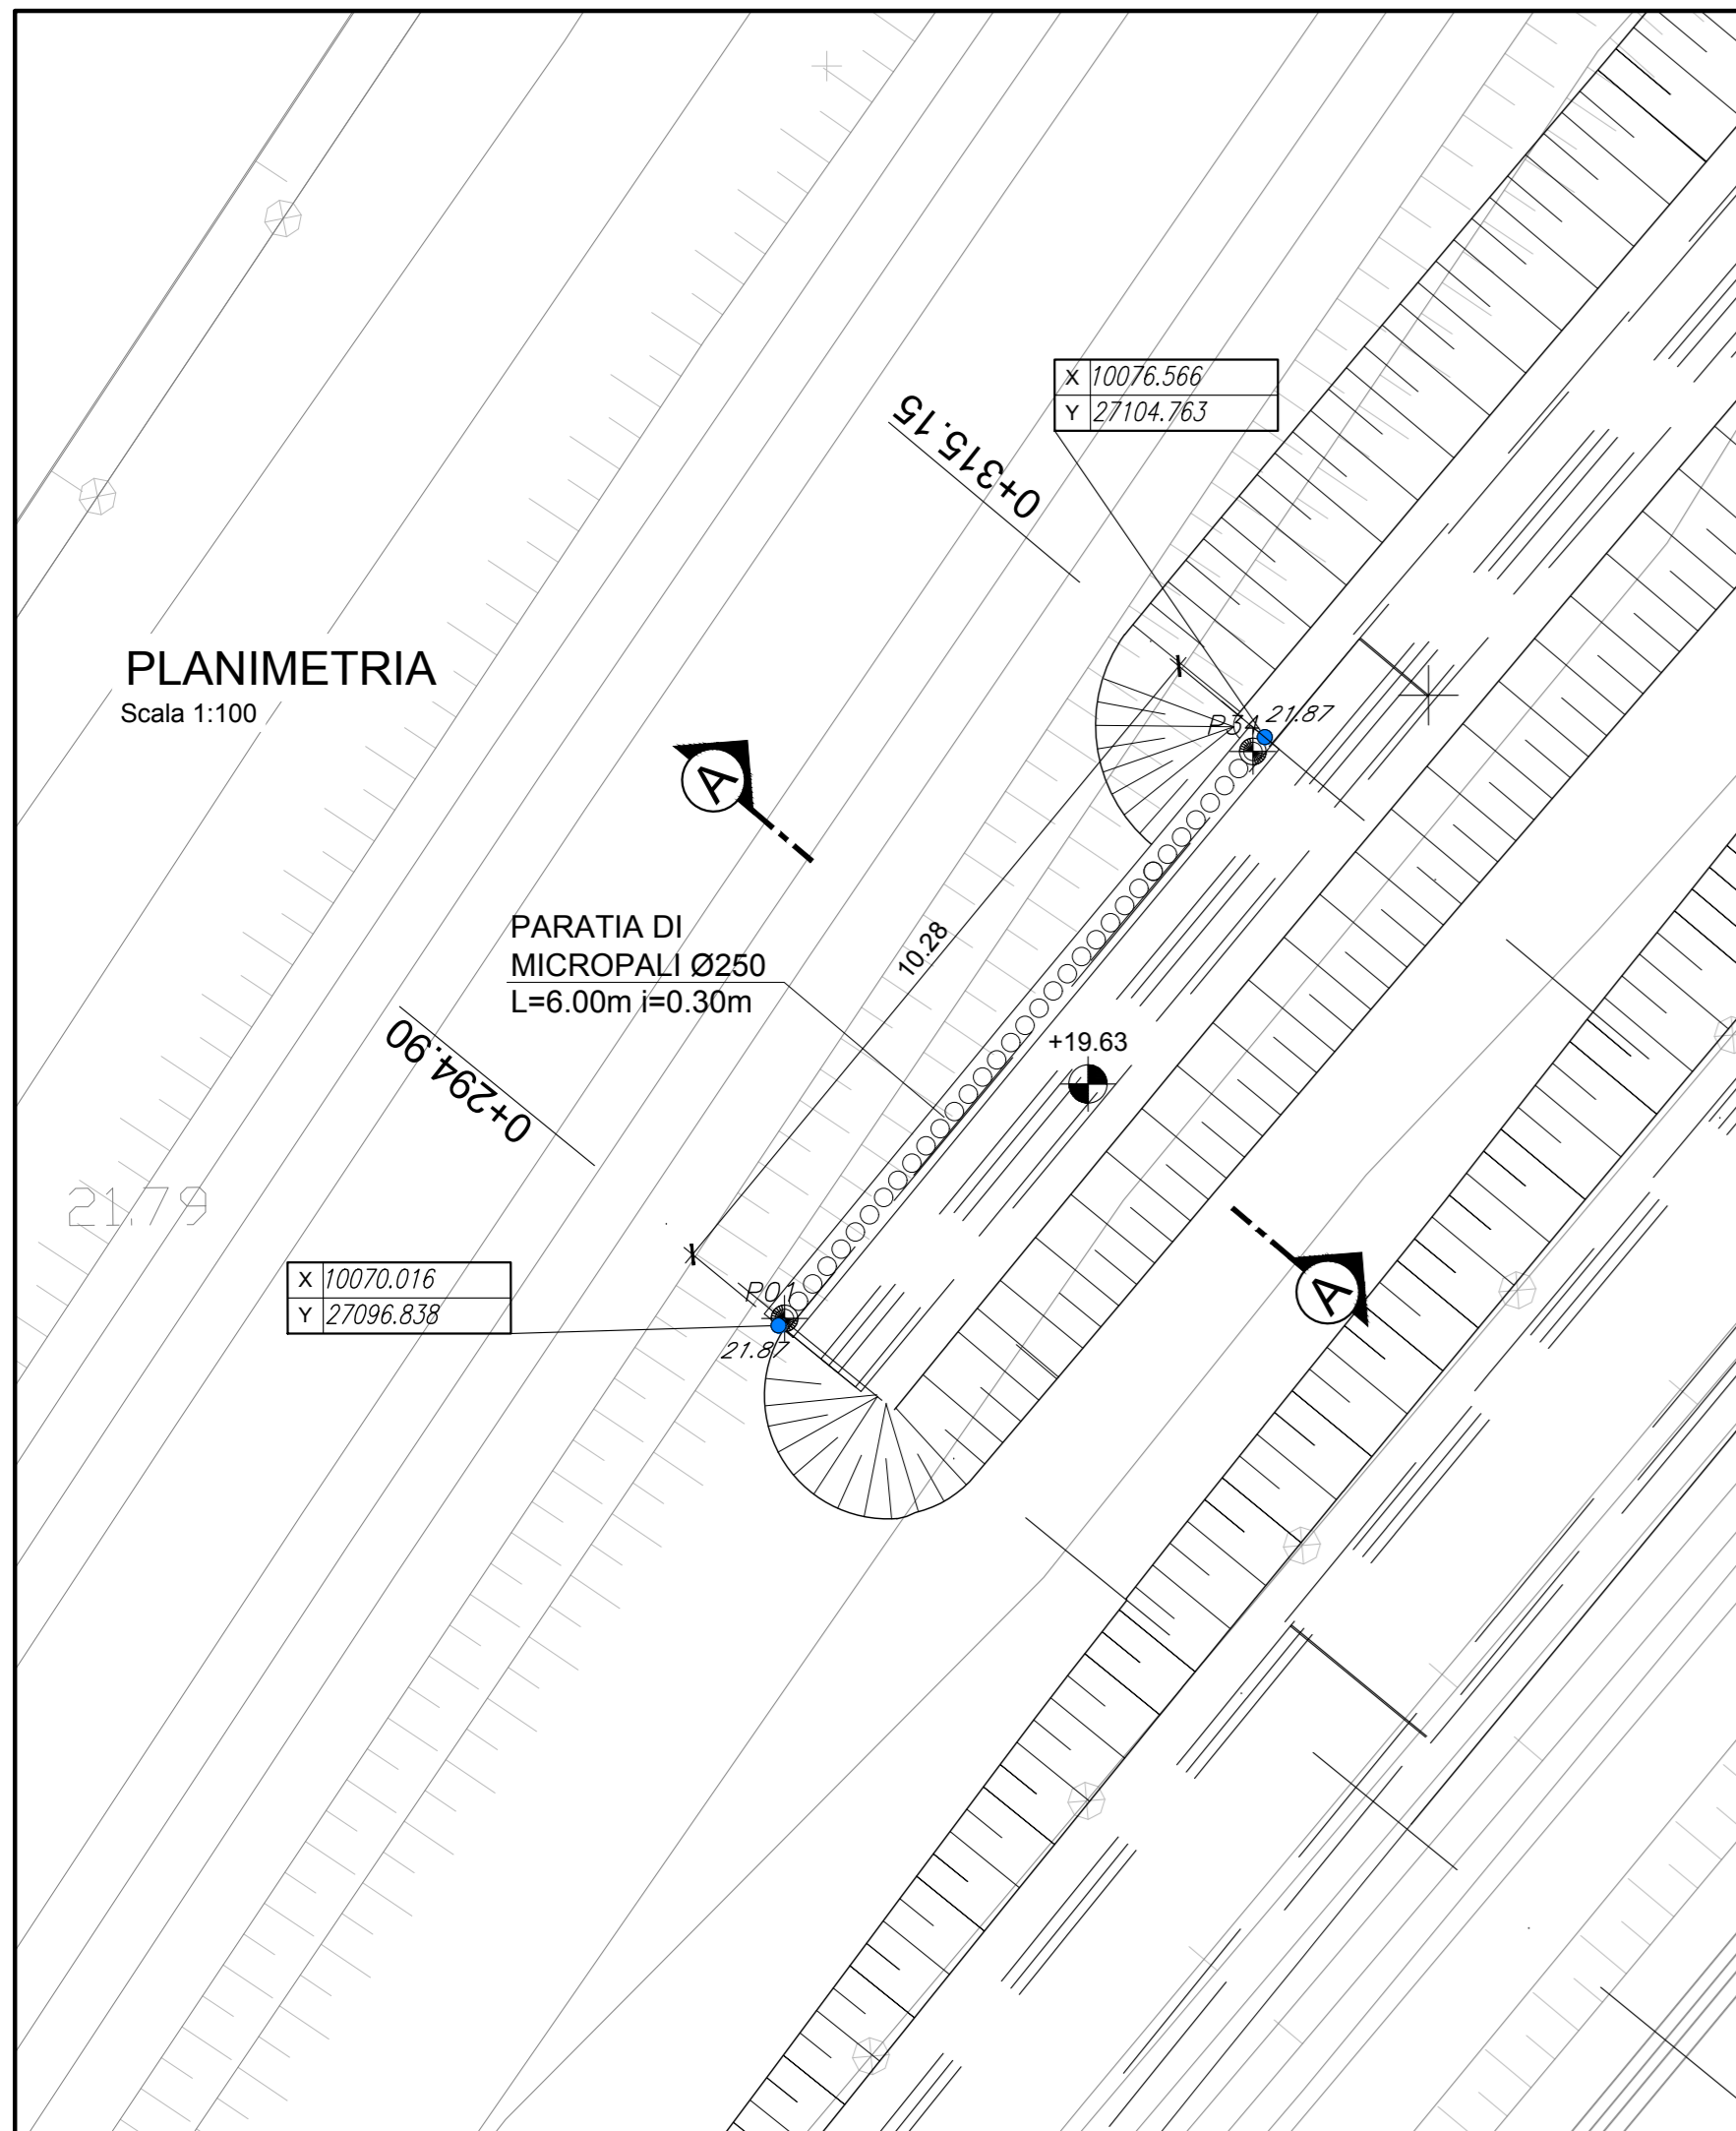 X 10076.566
Y 27104.763
0+315.15
PLANIMETRIA
Scala 1:100
P34
21.87
A
PARATIA DI
MICROPALI Ø250
L=6.00m i=0.30m
10.28
0+294.90
+19.63
21.79
X 10070.016
Y 27096.838
P01
21.87
A